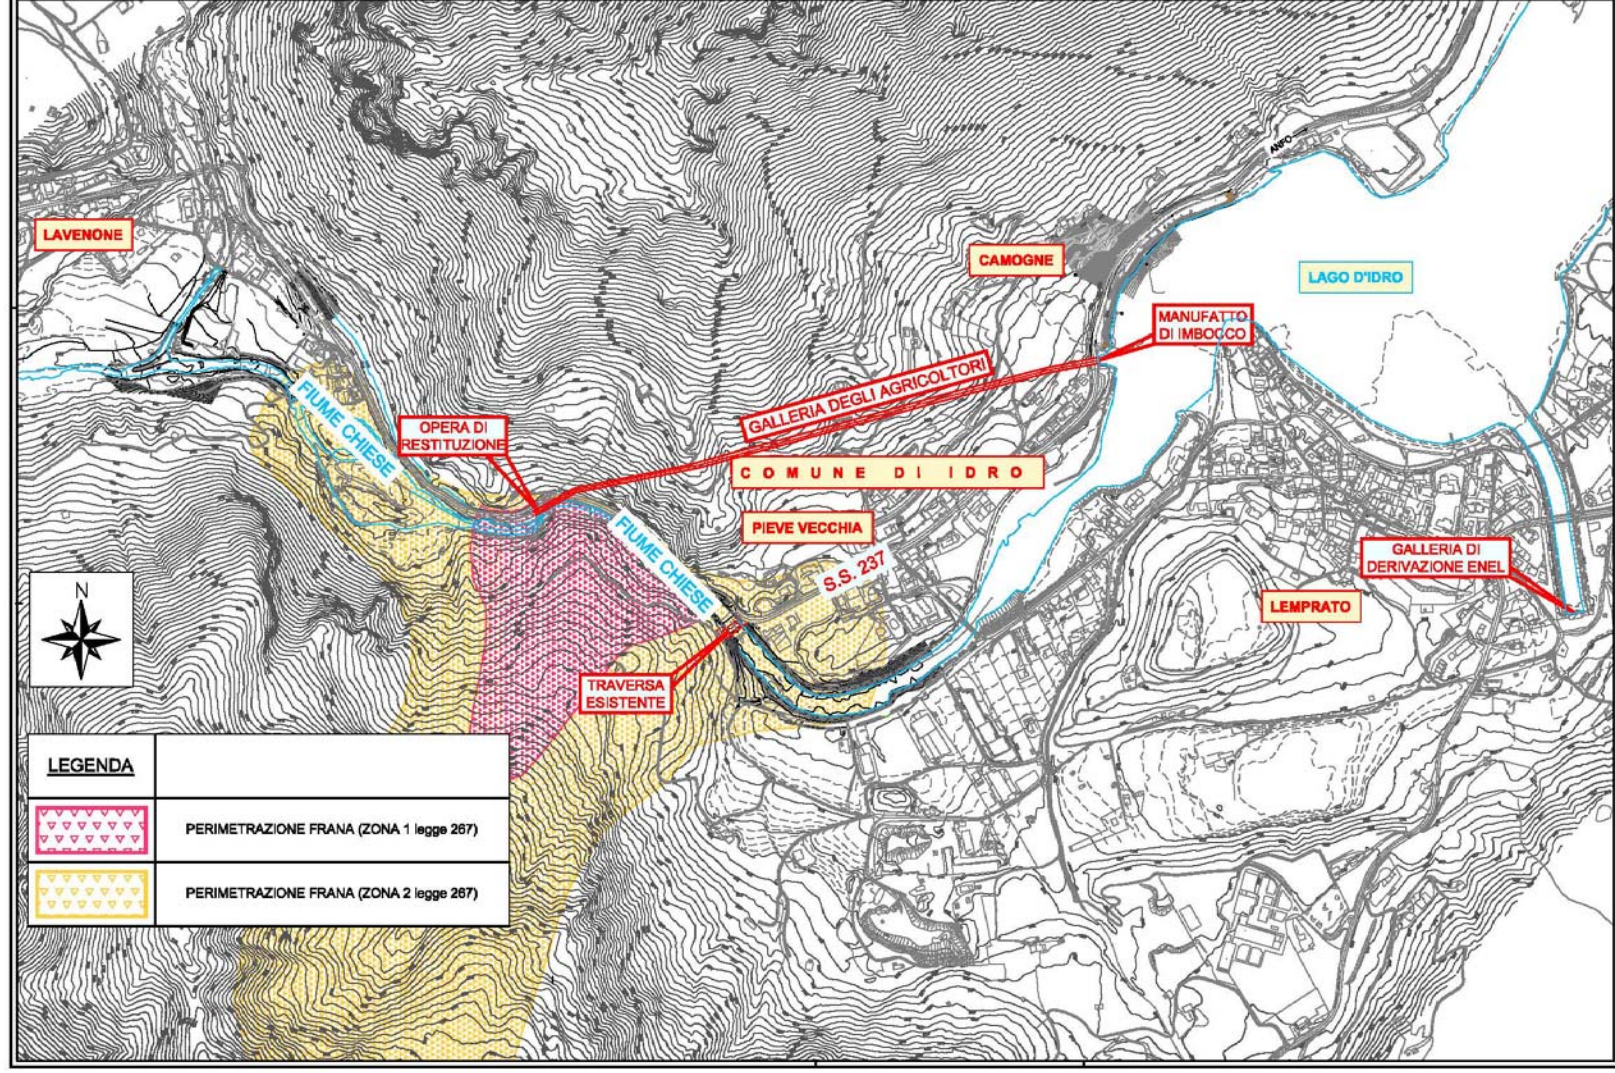 ANFO
LAVENONE
CAMOGNE
LAGO D'IDRO
MANUFATTO
DI IMBOCCO
GALLERIA DEGLI AGRICOLTORI
FIUME CHIESE
OPERA DI
RESTITUZIONE
COMUNE DI IDRO
PIEVE VECCHIA
FIUME CHIESE
S.S. 237
GALLERIA DI
DERIVAZIONE ENEL
LEMPRATO
N
TRAVERSA
ESISTENTE
LEGENDA
PERIMETRAZIONE FRANA (ZONA 1 legge 267)
PERIMETRAZIONE FRANA (ZONA 2 legge 267)